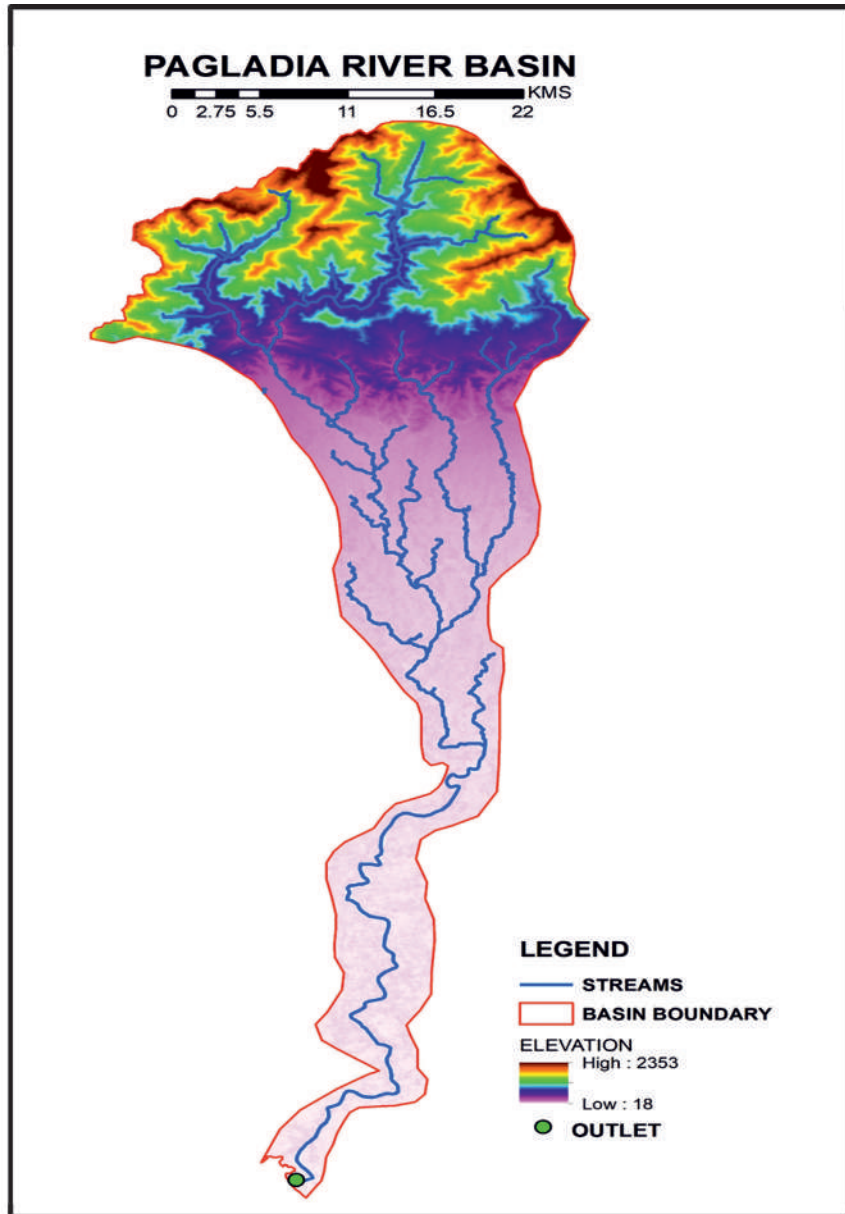 PAGLADIA RIVER BASIN
KMS
0 2.75 5.5 11 16.5 22
LEGEND
STREAMS
BASIN BOUNDARY
ELEVATION
High : 2353
Low : 18
OUTLET